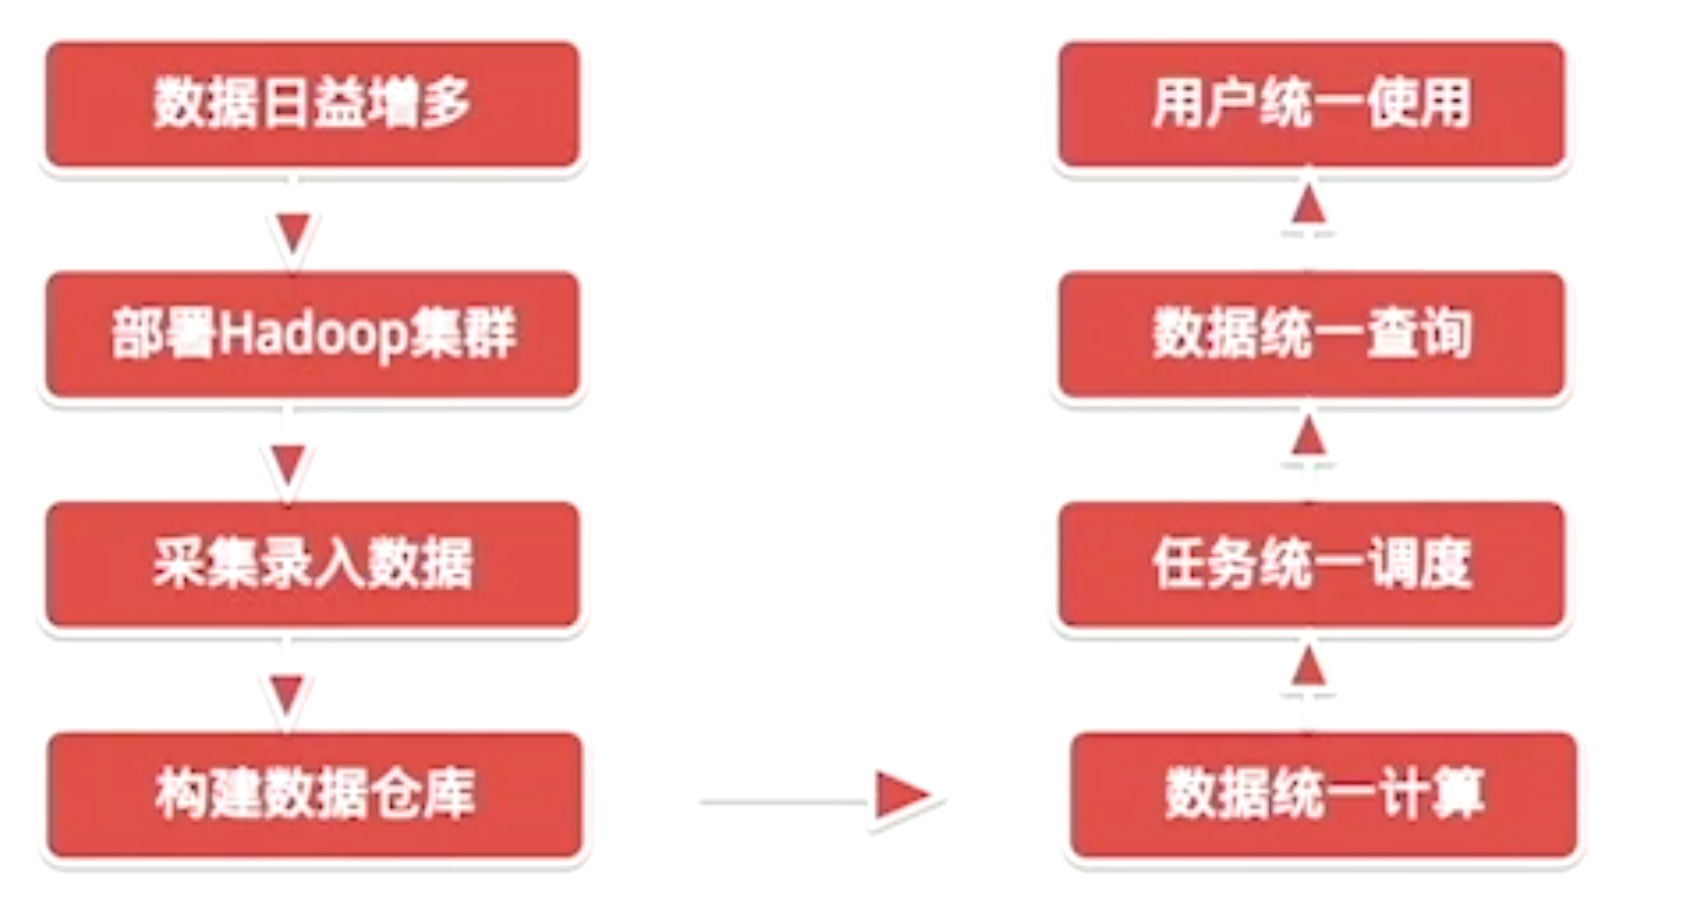 数据日益增多
部署Hadoop集群
采集录入数据
构建数据仓库
数据统一计算
任务统一调度
数据统一查询
用户统一使用